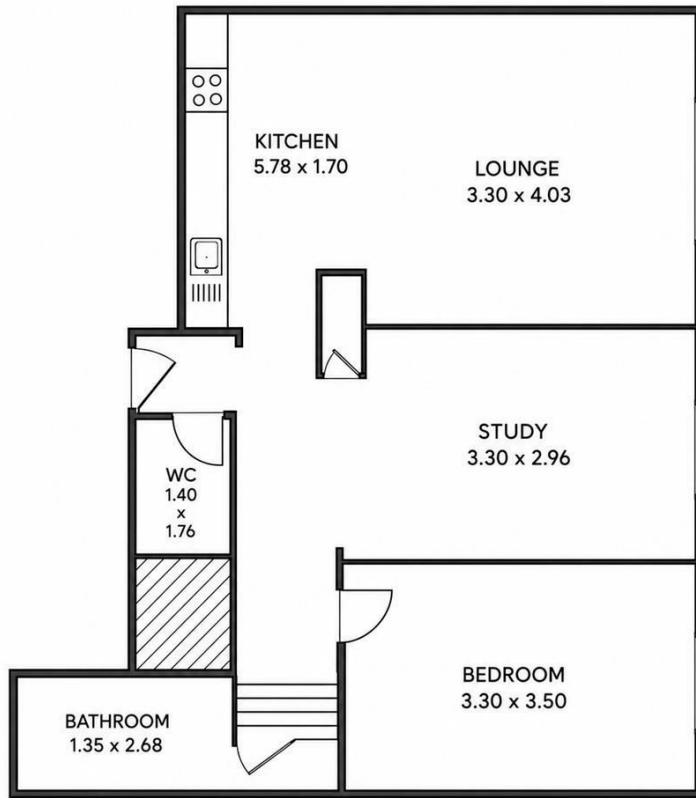 KITCHEN
5.78 x 1.70
LOUNGE
3.30 x 4.03
STUDY
3.30 x 2.96
WC
1.40
x
1.76
BEDROOM
3.30 x 3.50
BATHROOM
1.35 x 2.68